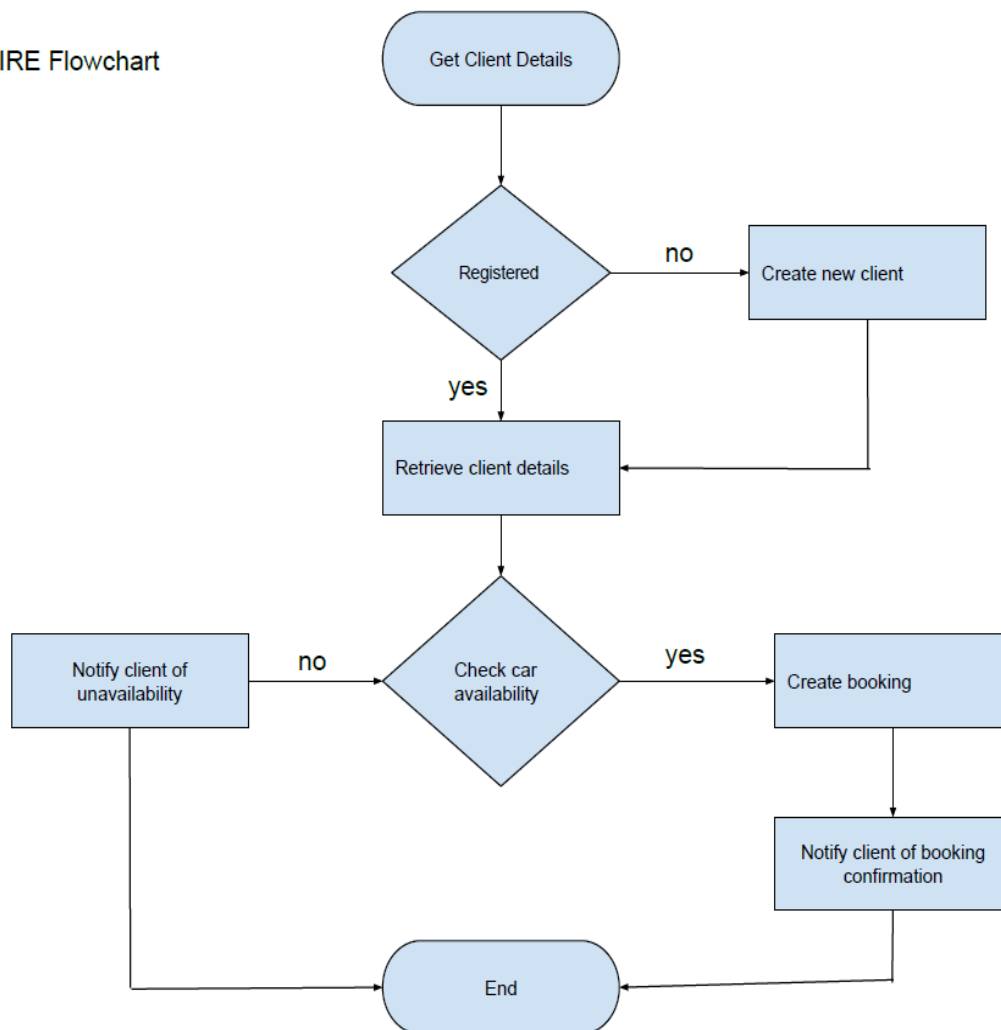 IRE Flowchart
Get Client Details
Registered
no
Create new client
yes
Retrieve client details
Notify client of
unavailability
no
Check car
availability
yes
Create booking
Notify client of booking
confirmation
End